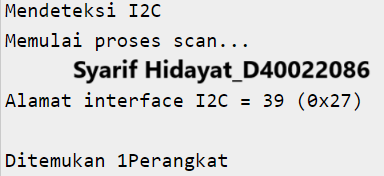 Mendeteksi I2C
Memulai proses scan...
Syarif Hidayat_D40022086
Alamat interface I2C = 39 (0x27)
Ditemukan 1Perangkat